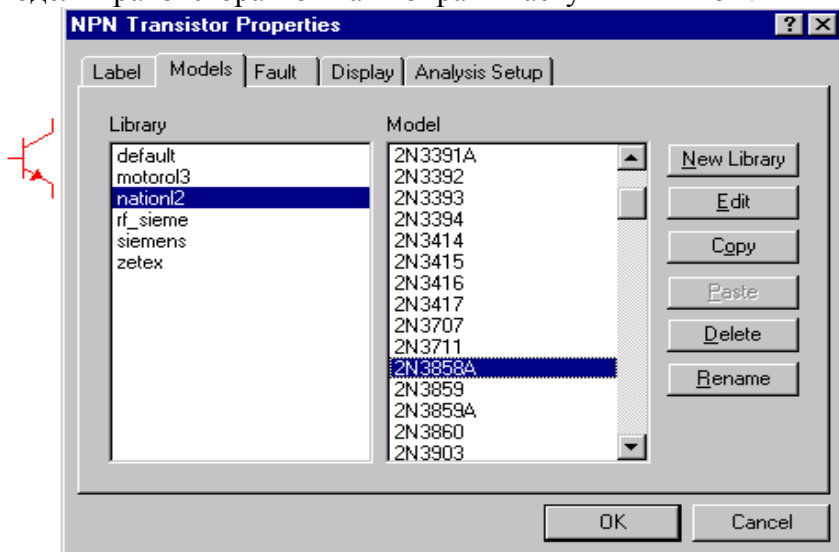 NPN Transistor Properties
Label Models Fault Display Analysis Setup
Library
default
motorol3
nationl2
rf_sieme
siemens
zetex
Model
2N3391A
2N3392
2N3393
2N3394
2N3414
2N3415
2N3416
2N3417
2N3707
2N3711
2N3858A
2N3859
2N3859A
2N3860
2N3903
New Library
Edit
Copy
Paste
Delete
Rename
OK Cancel